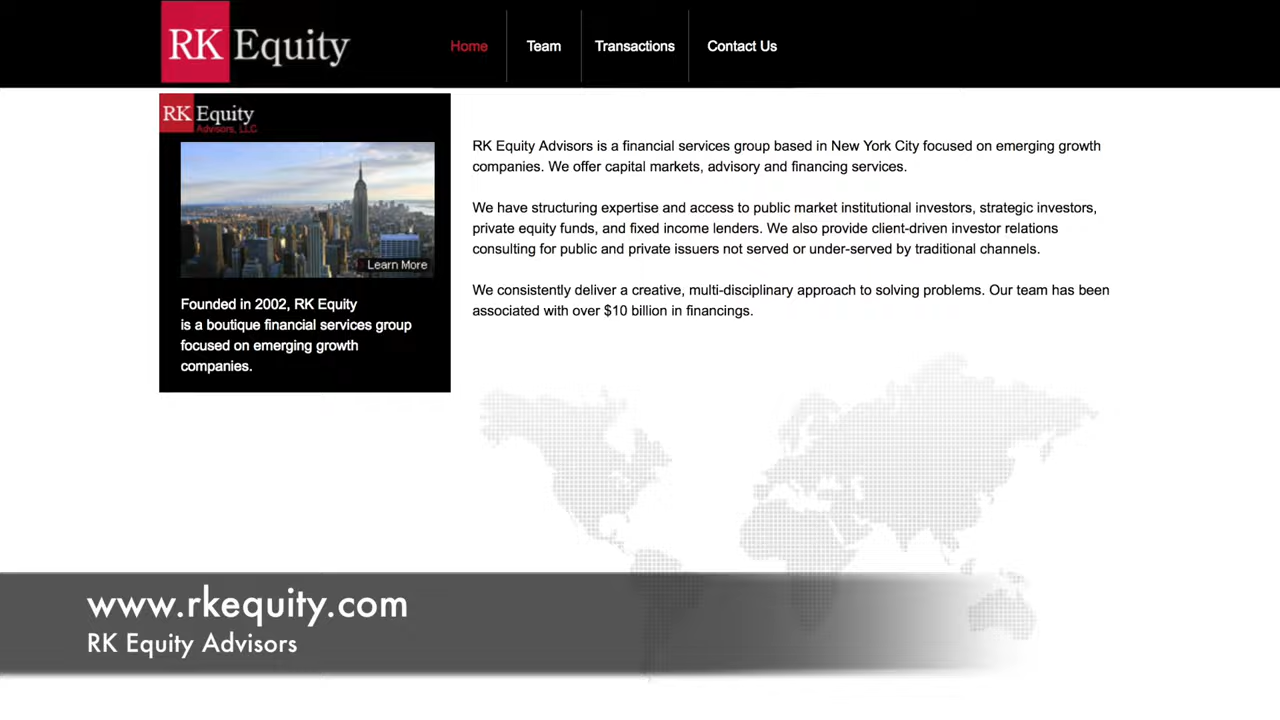 RK Equity
Home
Team
Transactions
Contact Us
RK Equity
Advisors, LLC
Learn More
Founded in 2002, RK Equity
is a boutique financial services group
focused on emerging growth
companies.
RK Equity Advisors is a financial services group based in New York City focused on emerging growth
companies. We offer capital markets, advisory and financing services.
We have structuring expertise and access to public market institutional investors, strategic investors,
private equity funds, and fixed income lenders. We also provide client-driven investor relations
consulting for public and private issuers not served or under-served by traditional channels.
We consistently deliver a creative, multi-disciplinary approach to solving problems. Our team has been
associated with over $10 billion in financings.
www.rkequity.com
RK Equity Advisors